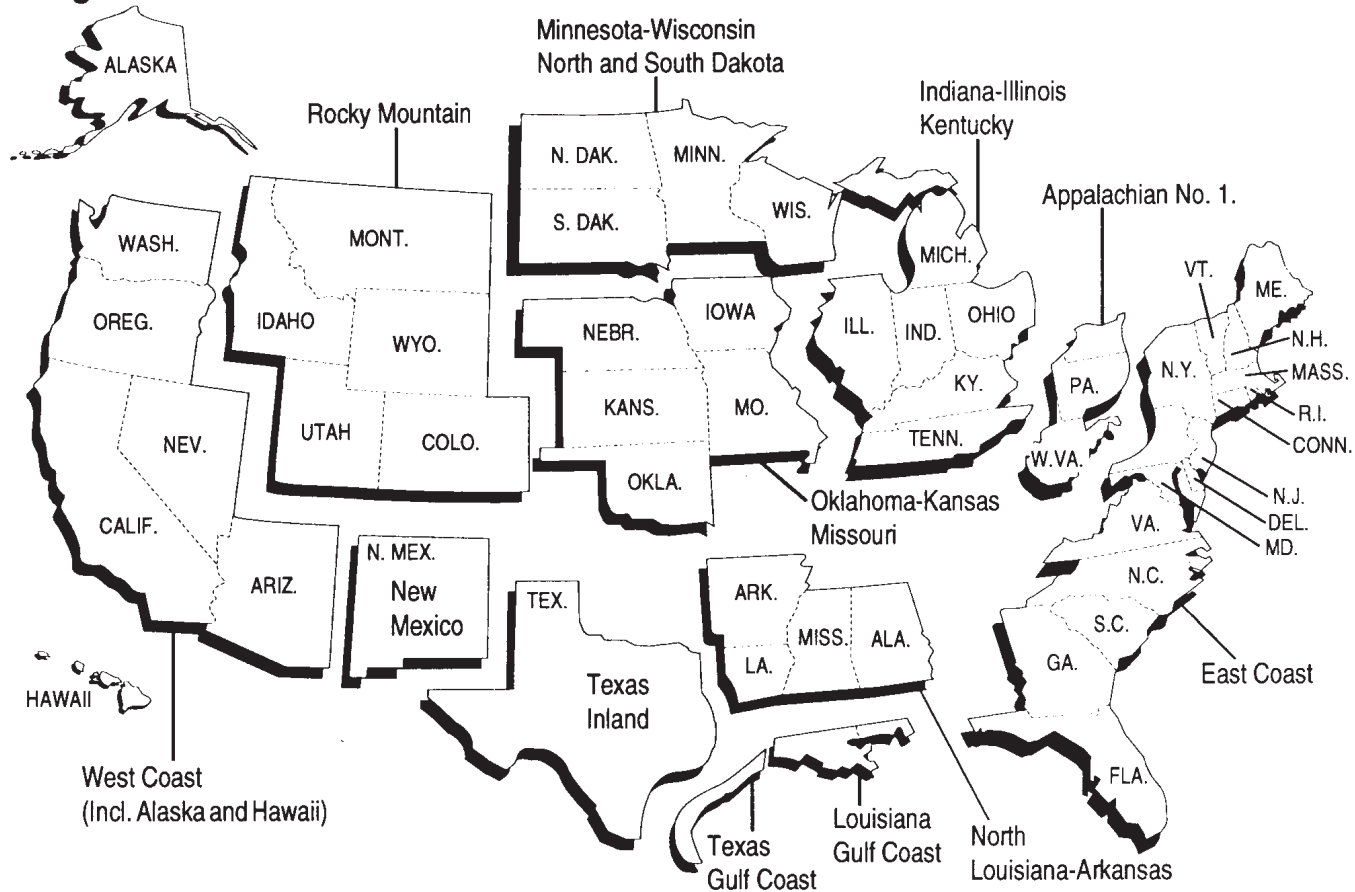 ALASKA
Minnesota-Wisconsin
North and South Dakota
Indiana-Illinois
Kentucky
Rocky Mountain
Appalachian No. 1.
N. DAK.
MINN.
WIS.
S. DAK.
WASH.
MONT.
MICH.
VT.
ME.
OREG.
IDAHO
WYO.
NEBR.
IOWA
ILL.
IND.
OHIO
N.H.
N.Y.
MASS.
PA.
KY.
R.I.
CONN.
NEV.
UTAH
COLO.
KANS.
MO.
TENN.
W.VA.
OKLA.
N.J.
DEL.
MD.
Oklahoma-Kansas
Missouri
CALIF.
VA.
ARIZ.
N. MEX.
New
Mexico
TEX.
ARK.
N.C.
MISS.
ALA.
S.C.
LA.
GA.
East Coast
HAWAII
Texas
Inland
West Coast
(Incl. Alaska and Hawaii)
FLA.
Texas
Gulf Coast
Louisiana
Gulf Coast
North
Louisiana-Arkansas